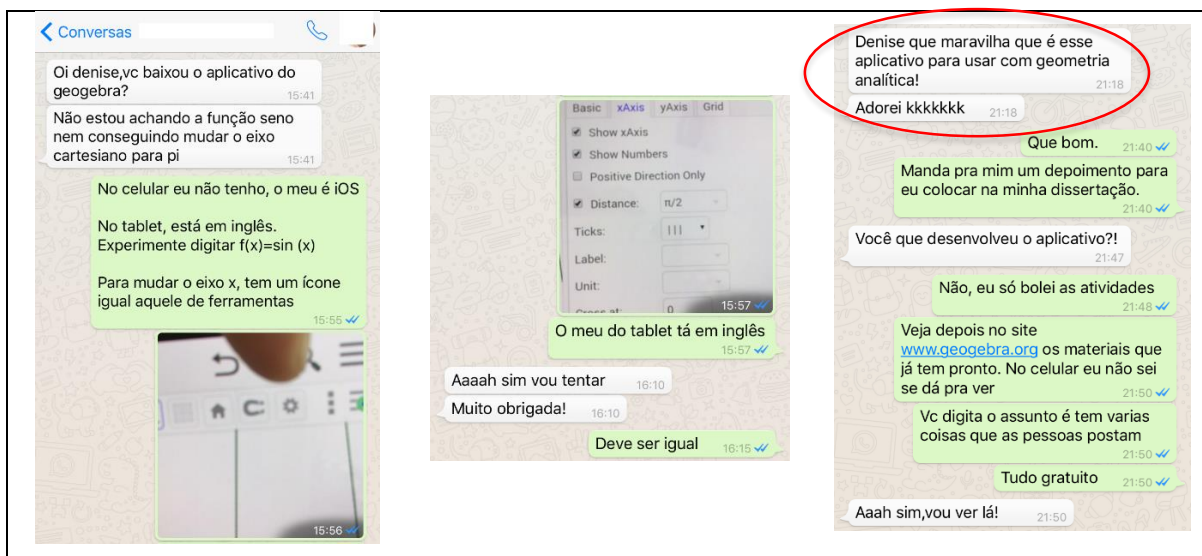 Conversas
Oi denise,vc baixou o aplicativo do
geogebra?
15:41
Não estou achando a função seno
nem conseguindo mudar o eixo
cartesiano para pi
15:41
No celular eu não tenho, o meu é iOS
No tablet, está em inglês.
Experimente digitar f(x)=sin (x)
Para mudar o eixo x, tem um ícone
igual aquele de ferramentas
15:55
15:56
Basic xAxis yAxis Grid
Show xAxis
Show Numbers
Positive Direction Only
Distance: π/2
Ticks:
Label:
Unit:
Cross at: 0
15:57
O meu do tablet tá em inglês
15:57
Aaaah sim vou tentar
16:10
Muito obrigada!
16:10
Deve ser igual
16:15
Denise que maravilha que é esse
aplicativo para usar com geometria
analítica!
21:18
Adorei kkkkkkk
21:18
Que bom.
21:40
Manda pra mim um depoimento para
eu colocar na minha dissertação.
21:40
Você que desenvolveu o aplicativo?!
21:47
Não, eu só bolei as atividades
21:48
Veja depois no site
www.geogebra.org os materiais que
já tem pronto. No celular eu não sei
se dá pra ver
21:50
Vc digita o assunto é tem varias
coisas que as pessoas postam
21:50
Tudo gratuito
21:50
Aaah sim,vou ver lá!
21:50